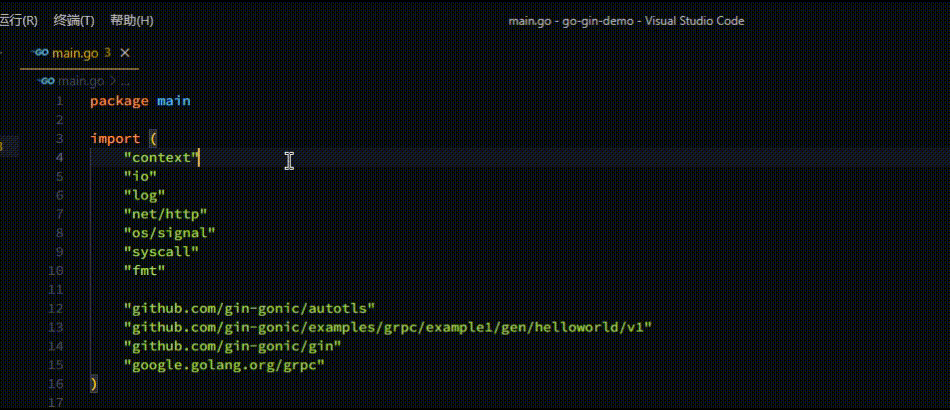 运行(R) 终端(T) 帮助(H) main.go - go-gin-demo - Visual Studio Code
main.go 3 ×
main.go > ...
1 package main
2
3 import (
4 "context"
5 "io"
6 "log"
7 "net/http"
8 "os/signal"
9 "syscall"
10 "fmt"
11
12 "github.com/gin-gonic/autotls"
13 "github.com/gin-gonic/examples/grpc/example1/gen/helloworld/v1"
14 "github.com/gin-gonic/gin"
15 "google.golang.org/grpc"
16 )
17